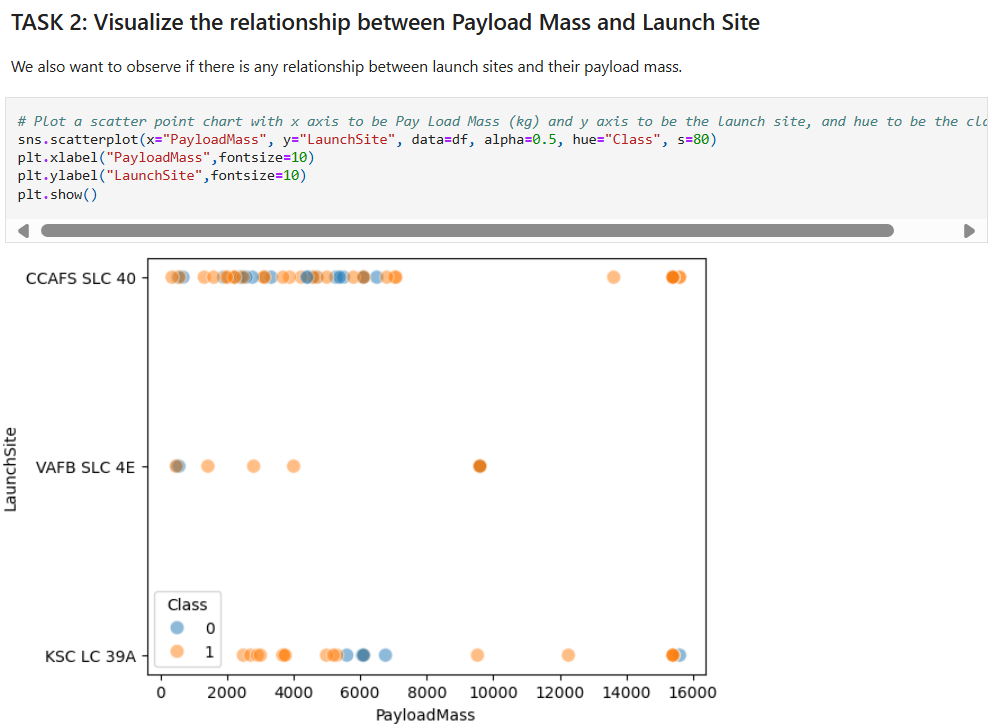 TASK 2: Visualize the relationship between Payload Mass and Launch Site
We also want to observe if there is any relationship between launch sites and their payload mass.
# Plot a scatter point chart with x axis to be Pay Load Mass (kg) and y axis to be the launch site, and hue to be the cla
sns.scatterplot(x="PayloadMass", y="LaunchSite", data=df, alpha=0.5, hue="Class", s=80)
plt.xlabel("PayloadMass",fontsize=10)
plt.ylabel("LaunchSite",fontsize=10)
plt.show()
CCAFS SLC 40
VAFB SLC 4E
KSC LC 39A
LaunchSite
Class
0
1
0 2000 4000 6000 8000 10000 12000 14000 16000
PayloadMass